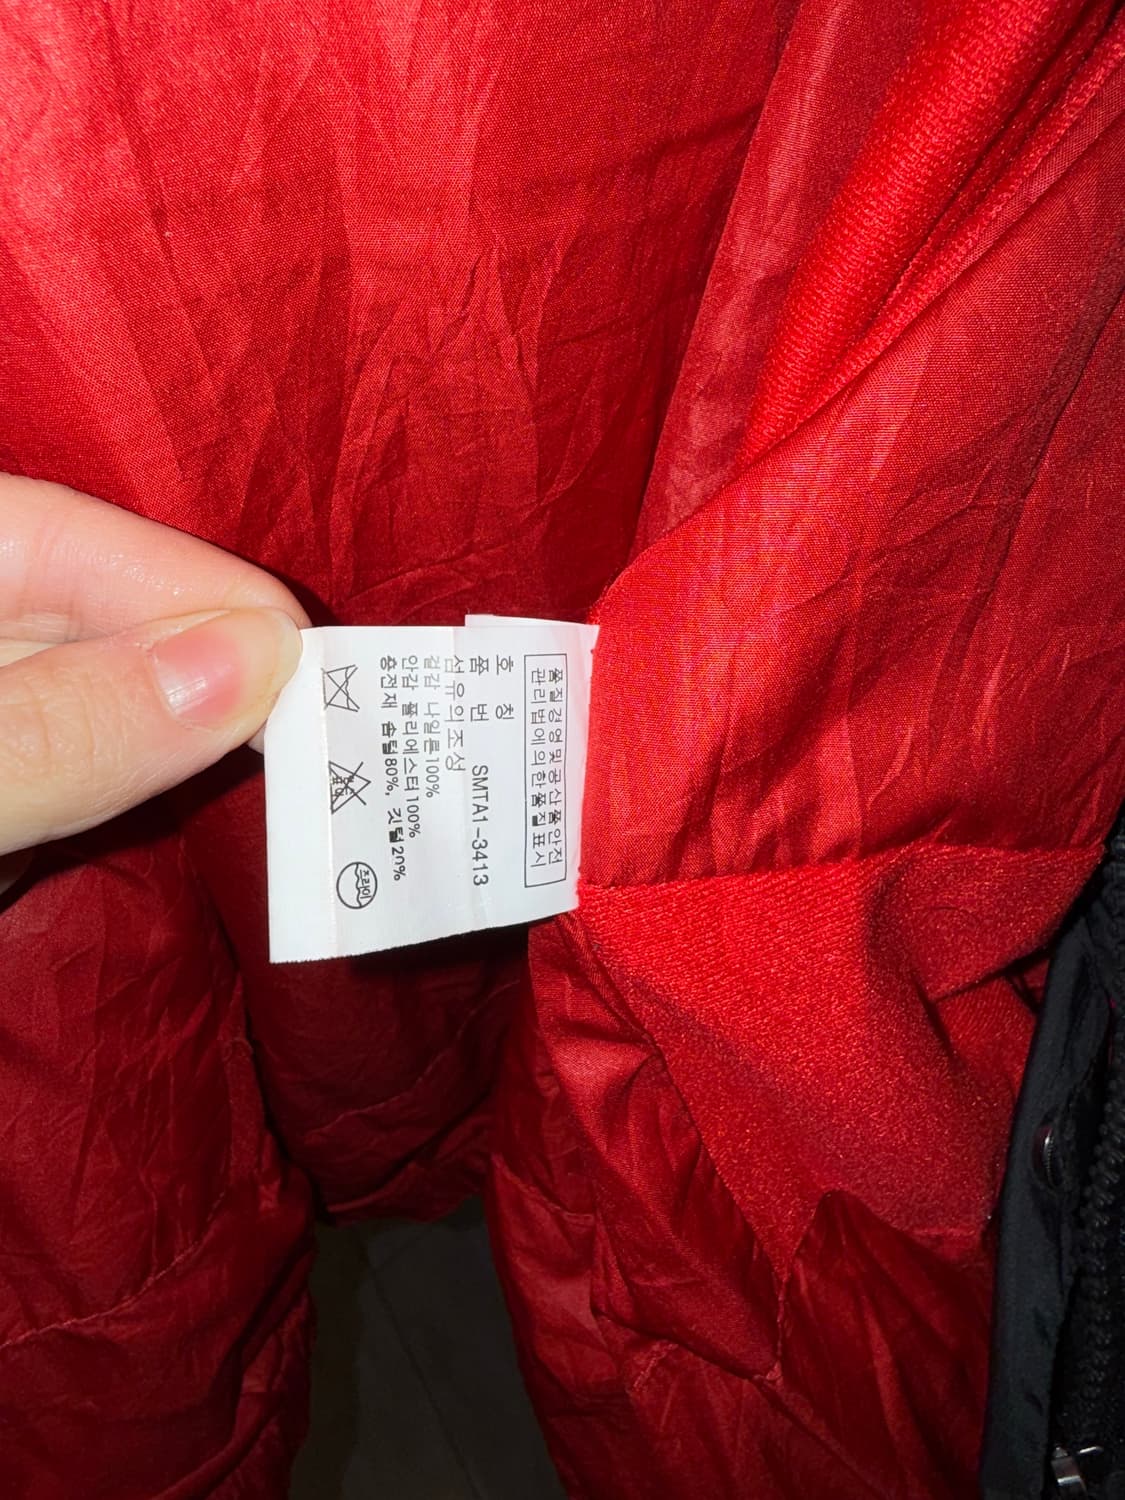 품질경영및공산품안전
관리법에의한품질표시
호 칭
품 번 SMTA1-3413
섬유의조성
겉감 나일론100%
안감 폴리에스터100%
충전재 솜털80%, 깃털20%
드라이